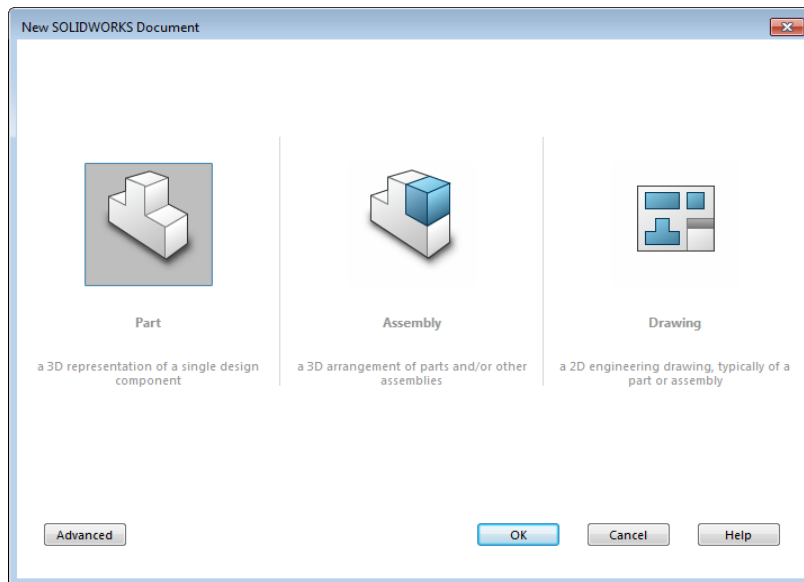 New SOLIDWORKS Document
Part
Assembly
Drawing
a 3D representation of a single design
component
a 3D arrangement of parts and/or other
assemblies
a 2D engineering drawing, typically of a
part or assembly
Advanced
OK
Cancel
Help